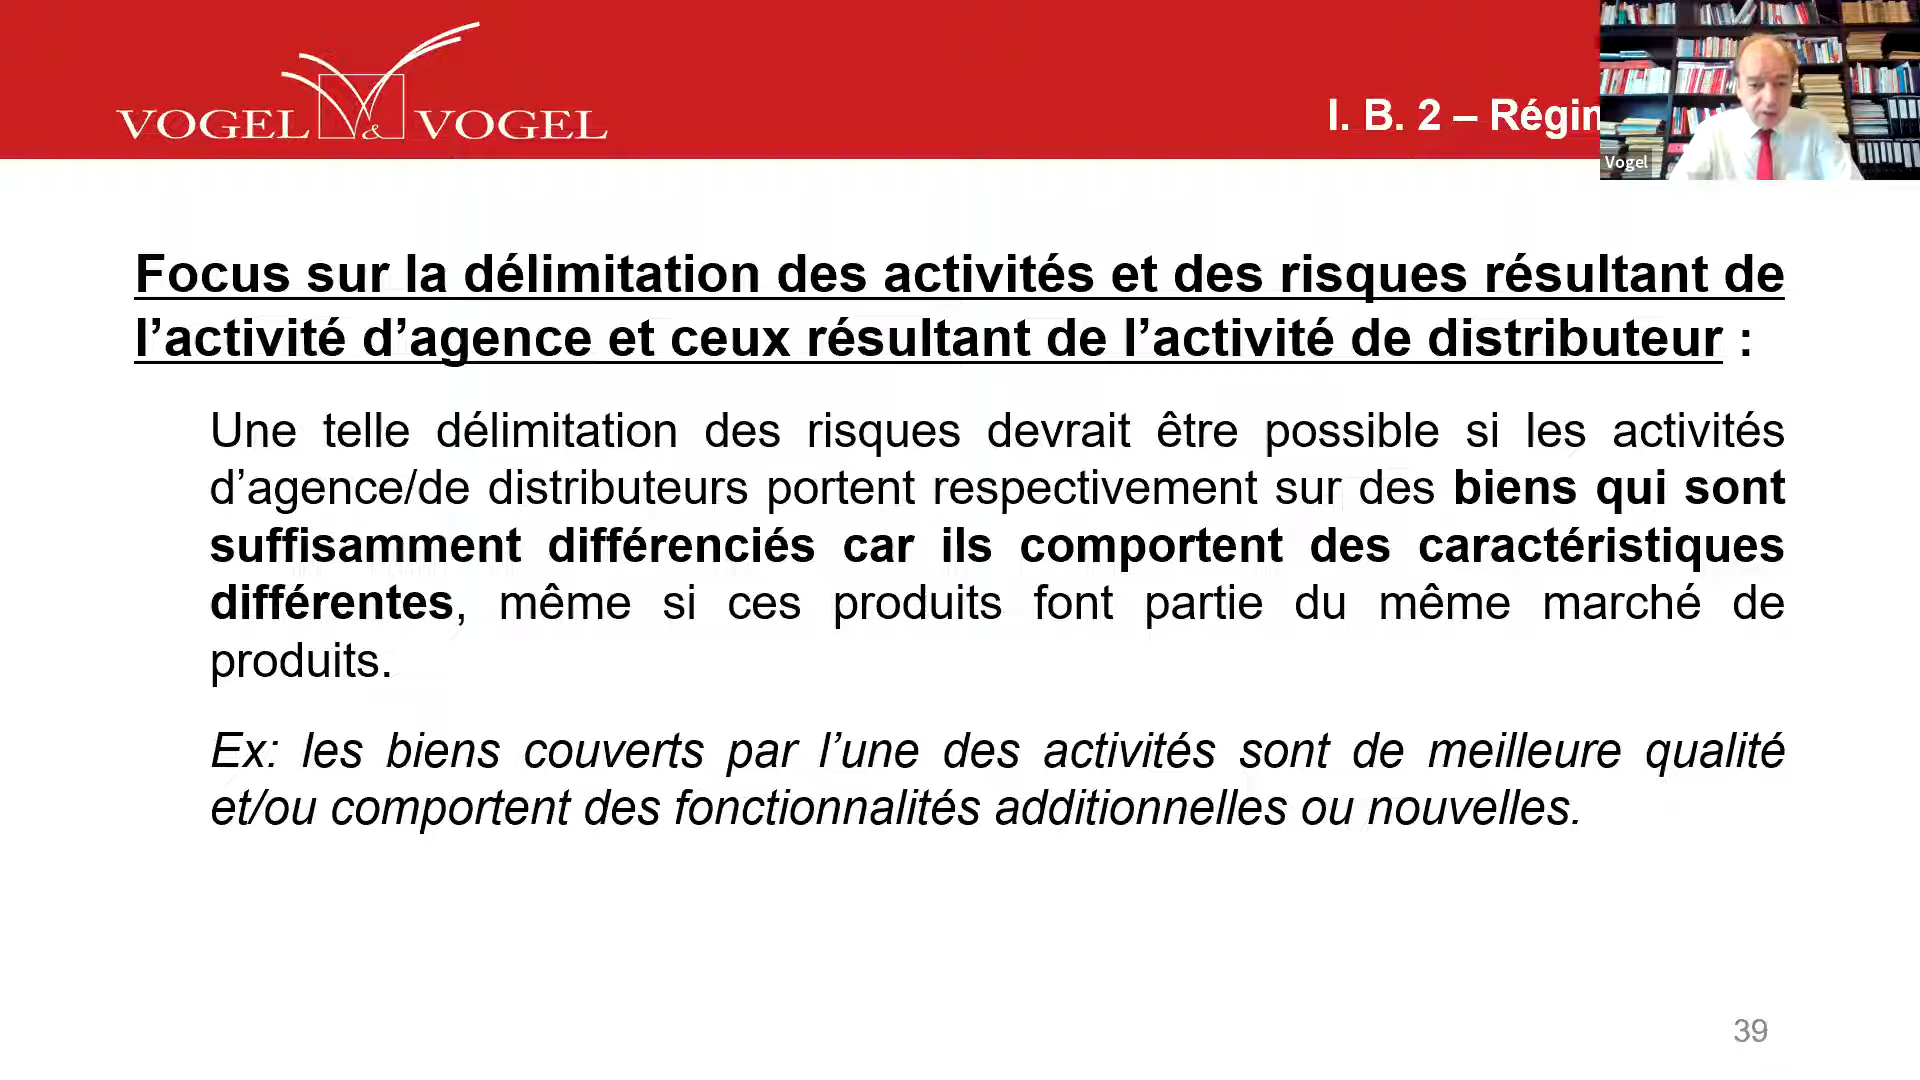 VOGEL & VOGEL
I. B. 2 – Régim
Vogel
Focus sur la délimitation des activités et des risques résultant de
l’activité d’agence et ceux résultant de l’activité de distributeur :
Une telle délimitation des risques devrait être possible si les activités
d’agence/de distributeurs portent respectivement sur des biens qui sont
suffisamment différenciés car ils comportent des caractéristiques
différentes, même si ces produits font partie du même marché de
produits.
Ex: les biens couverts par l’une des activités sont de meilleure qualité
et/ou comportent des fonctionnalités additionnelles ou nouvelles.
39